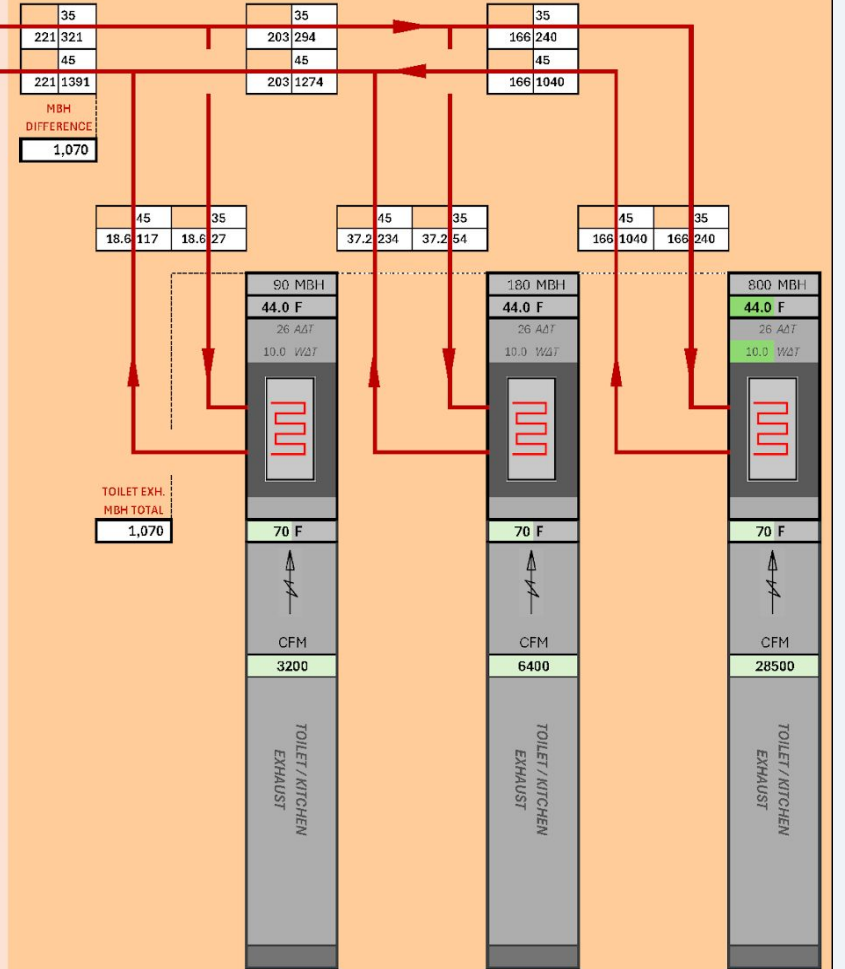 35 35 35
221 321 203 294 166 240
45 45 45
221 1391 203 1274 166 1040
MBH
DIFFERENCE
1,070
45 35 45 35 45 35
18.6 117 18.6 27 37.2 234 37.2 54 166 1040 166 240
90 MBH 180 MBH 800 MBH
44.0 F 44.0 F 44.0 F
26 AΔT 26 AΔT 26 AΔT
10.0 WΔT 10.0 WΔT 10.0 WΔT
TOILET EXH.
MBH TOTAL
1,070 70 F 70 F 70 F
CFM CFM CFM
3200 6400 28500
TOILET / KITCHEN
EXHAUST
TOILET / KITCHEN
EXHAUST
TOILET / KITCHEN
EXHAUST